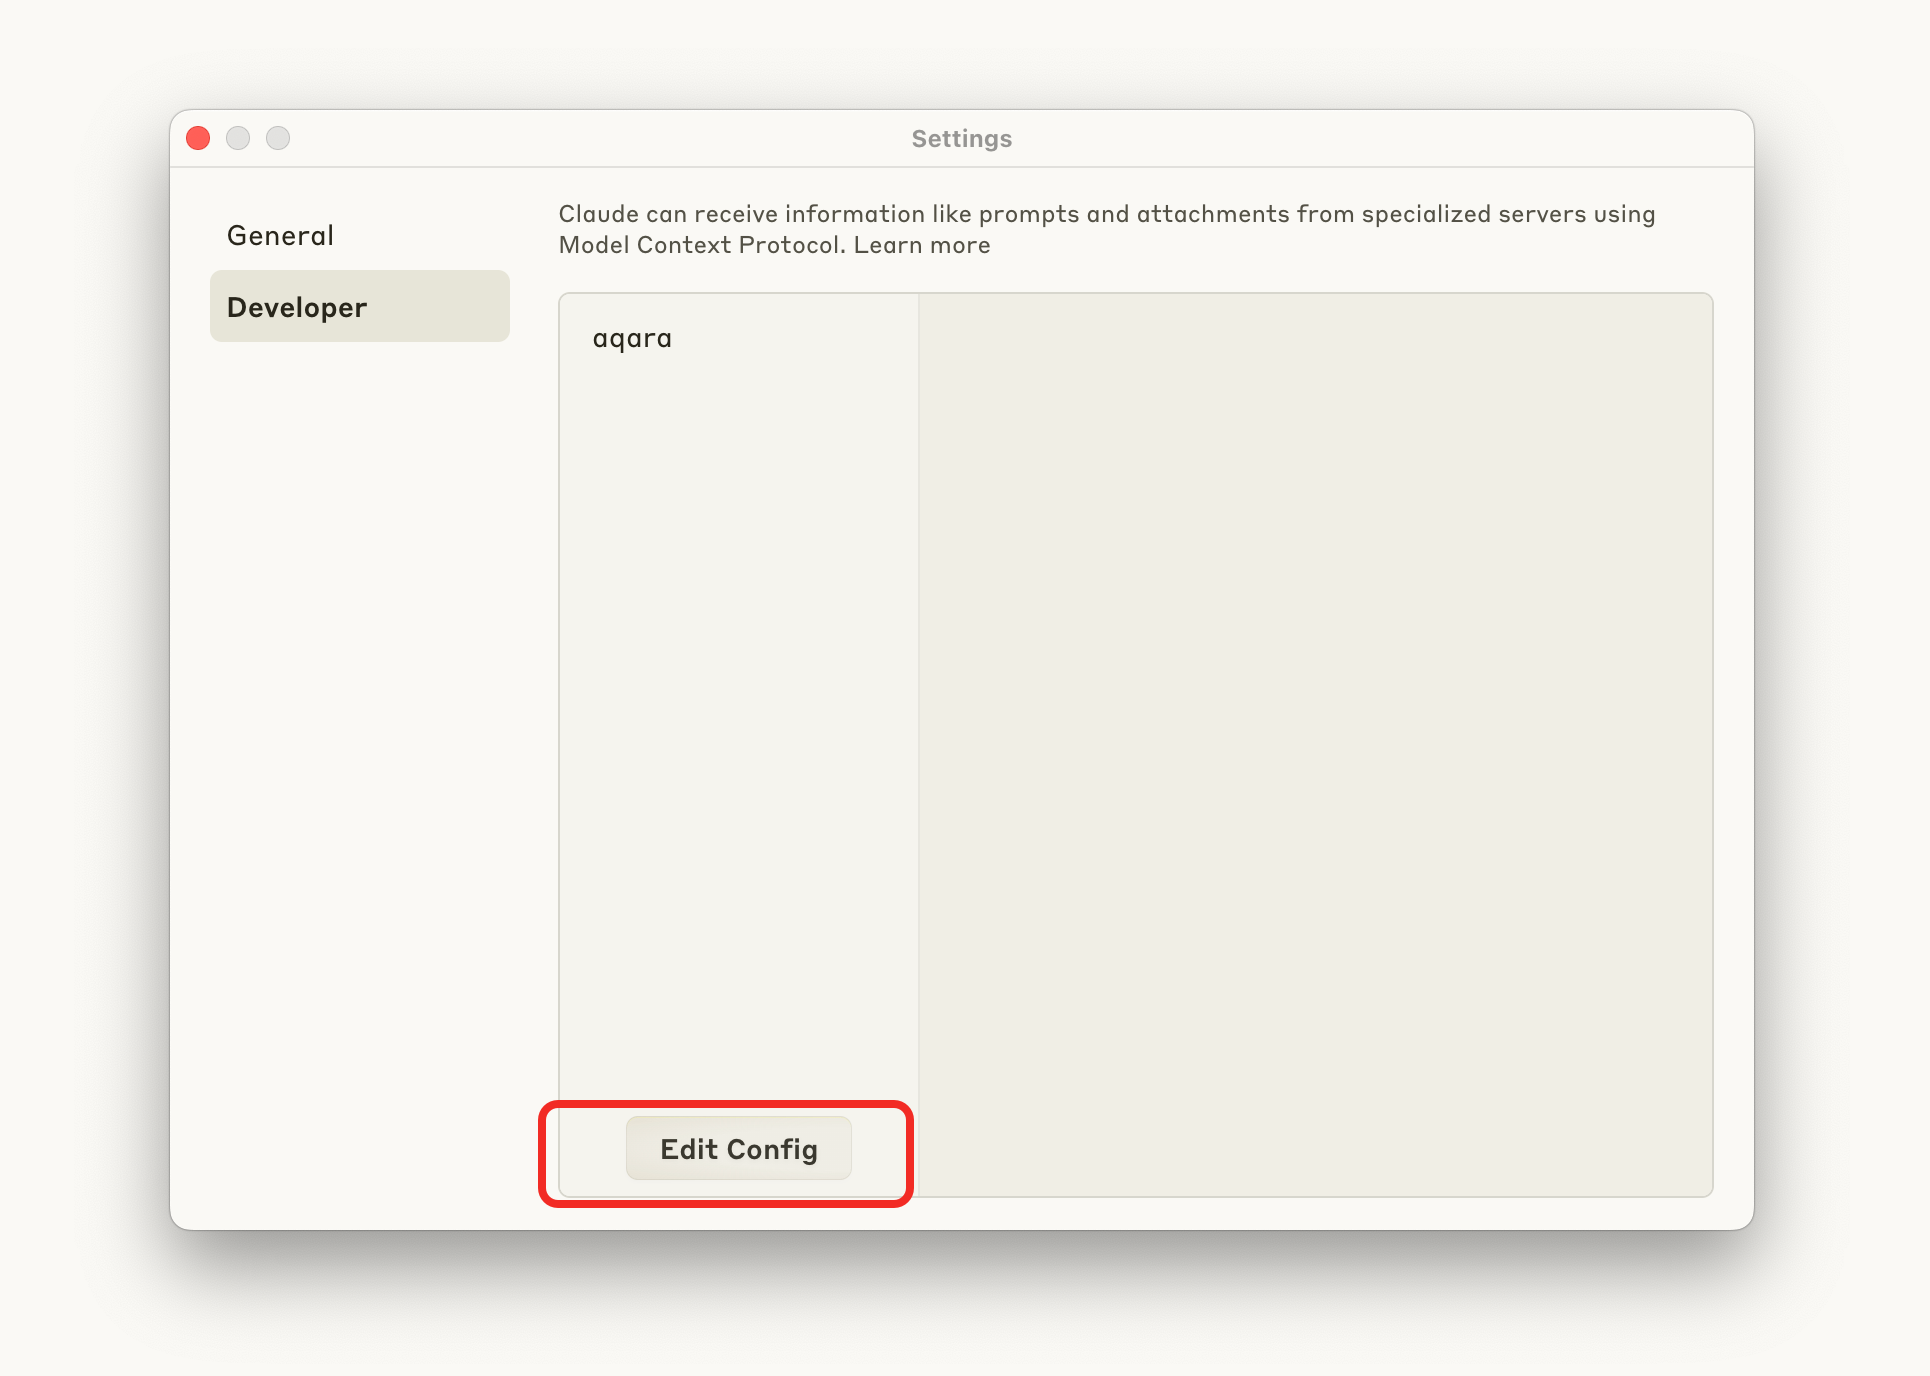 Settings
General
Developer
Claude can receive information like prompts and attachments from specialized servers using
Model Context Protocol. Learn more
aqara
Edit Config